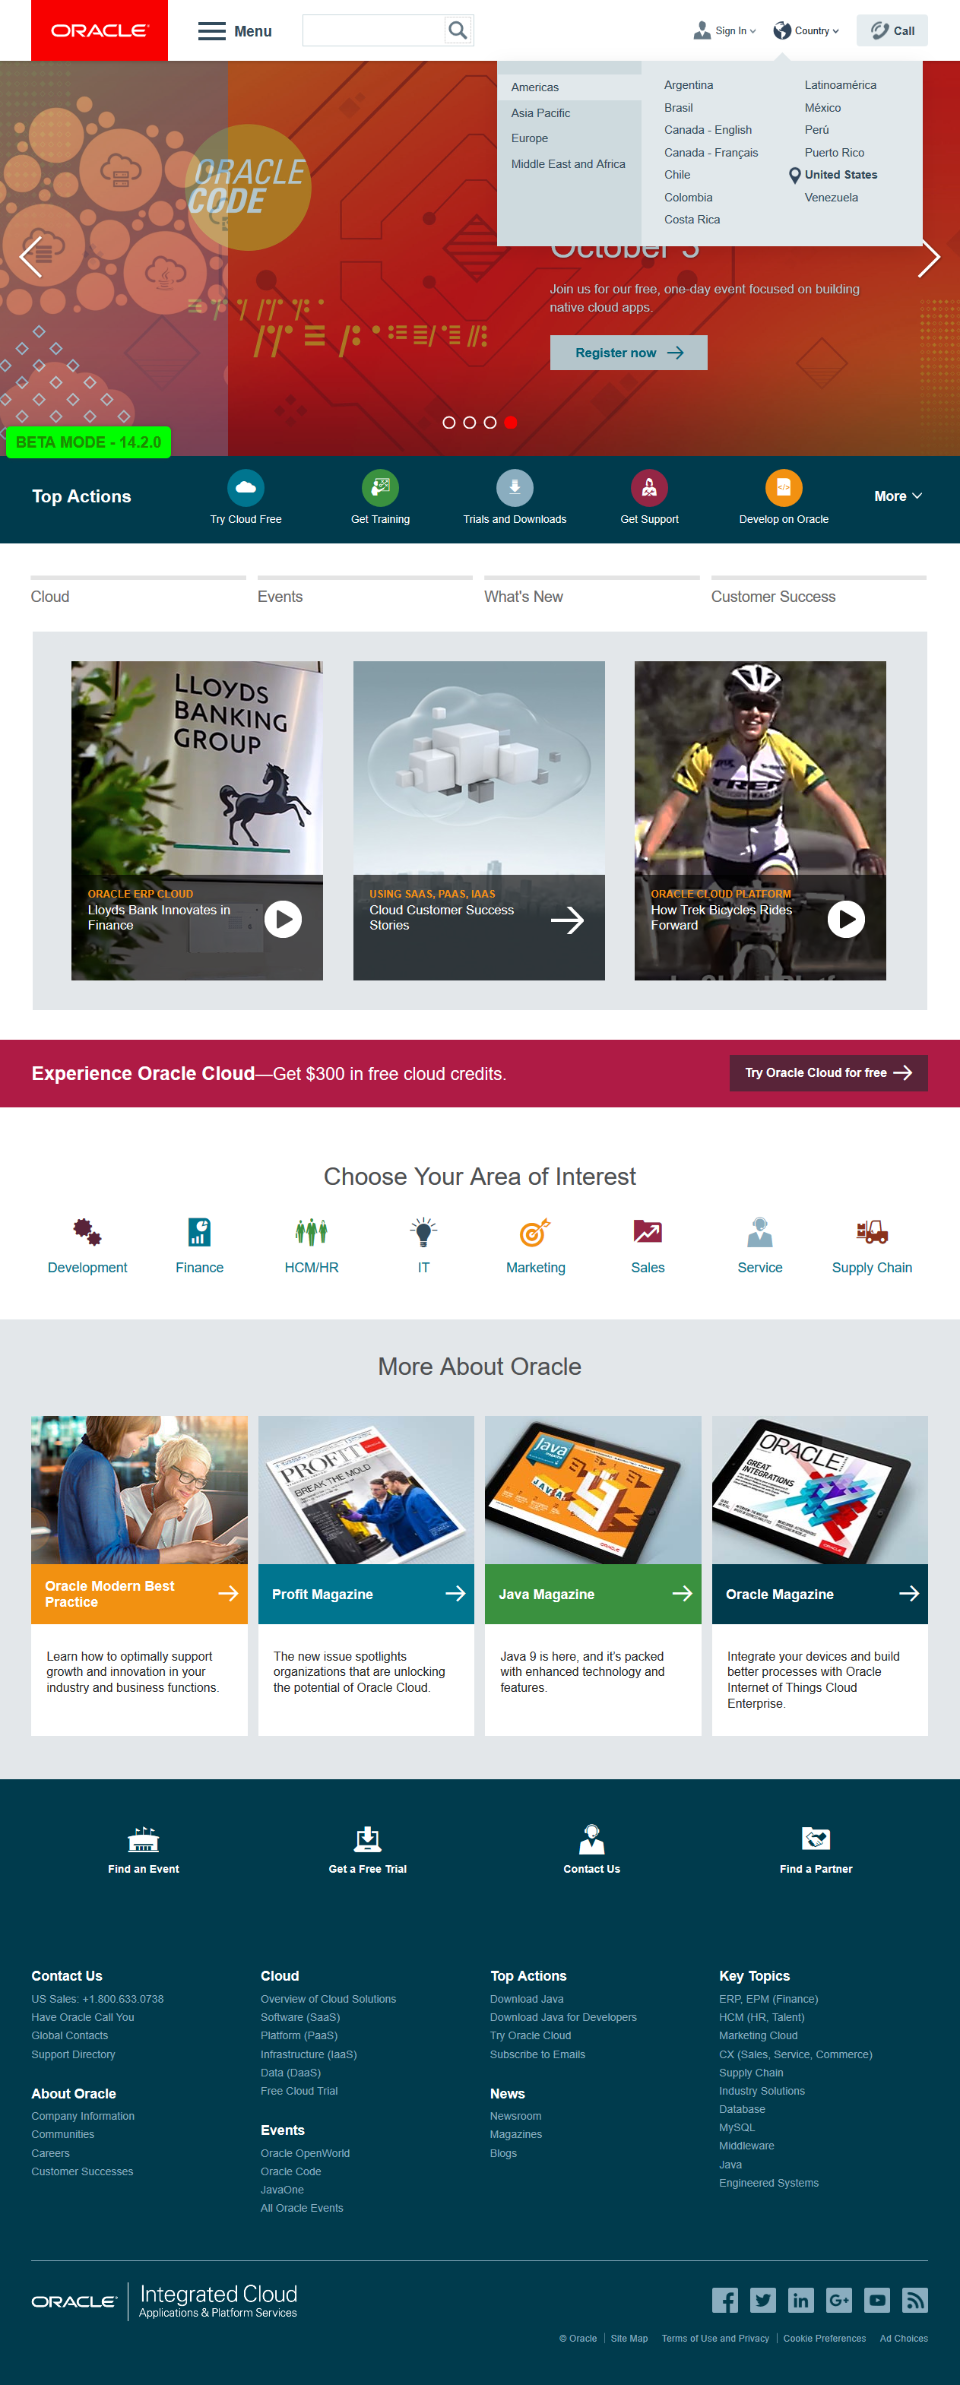 ORACLE
Menu
Sign In
Country
Call
Americas
Asia Pacific
Europe
Middle East and Africa
Argentina
Brasil
Canada - English
Canada - Français
Chile
Colombia
Costa Rica
Latinoamérica
México
Perú
Puerto Rico
United States
Venezuela
ORACLE
CODE
October 3
Join us for our free, one-day event focused on building
native cloud apps.
Register now
BETA MODE - 14.2.0
Top Actions
Try Cloud Free
Get Training
Trials and Downloads
Get Support
Develop on Oracle
More
Cloud
Events
What's New
Customer Success
LLOYDS
BANKING
GROUP
ORACLE ERP CLOUD
Lloyds Bank Innovates in
Finance
USING SAAS, PAAS, IAAS
Cloud Customer Success
Stories
TREK
ORACLE CLOUD PLATFORM
How Trek Bicycles Rides
Forward
Experience Oracle Cloud—Get $300 in free cloud credits.
Try Oracle Cloud for free
Choose Your Area of Interest
Development
Finance
HCM/HR
IT
Marketing
Sales
Service
Supply Chain
More About Oracle
PROFIT
BREAK THE MOLD
Java
JAVA
9
ORACLE
GREAT
INTEGRATIONS
Oracle Modern Best
Practice
Profit Magazine
Java Magazine
Oracle Magazine
Learn how to optimally support
growth and innovation in your
industry and business functions.
The new issue spotlights
organizations that are unlocking
the potential of Oracle Cloud.
Java 9 is here, and it's packed
with enhanced technology and
features.
Integrate your devices and build
better processes with Oracle
Internet of Things Cloud
Enterprise.
Find an Event
Get a Free Trial
Contact Us
Find a Partner
Contact Us
US Sales: +1.800.633.0738
Have Oracle Call You
Global Contacts
Support Directory
About Oracle
Company Information
Communities
Careers
Customer Successes
Cloud
Overview of Cloud Solutions
Software (SaaS)
Platform (PaaS)
Infrastructure (IaaS)
Data (DaaS)
Free Cloud Trial
Events
Oracle OpenWorld
Oracle Code
JavaOne
All Oracle Events
Top Actions
Download Java
Download Java for Developers
Try Oracle Cloud
Subscribe to Emails
News
Newsroom
Magazines
Blogs
Key Topics
ERP, EPM (Finance)
HCM (HR, Talent)
Marketing Cloud
CX (Sales, Service, Commerce)
Supply Chain
Industry Solutions
Database
MySQL
Middleware
Java
Engineered Systems
ORACLE
Integrated Cloud
Applications & Platform Services
© Oracle
Site Map
Terms of Use and Privacy
Cookie Preferences
Ad Choices